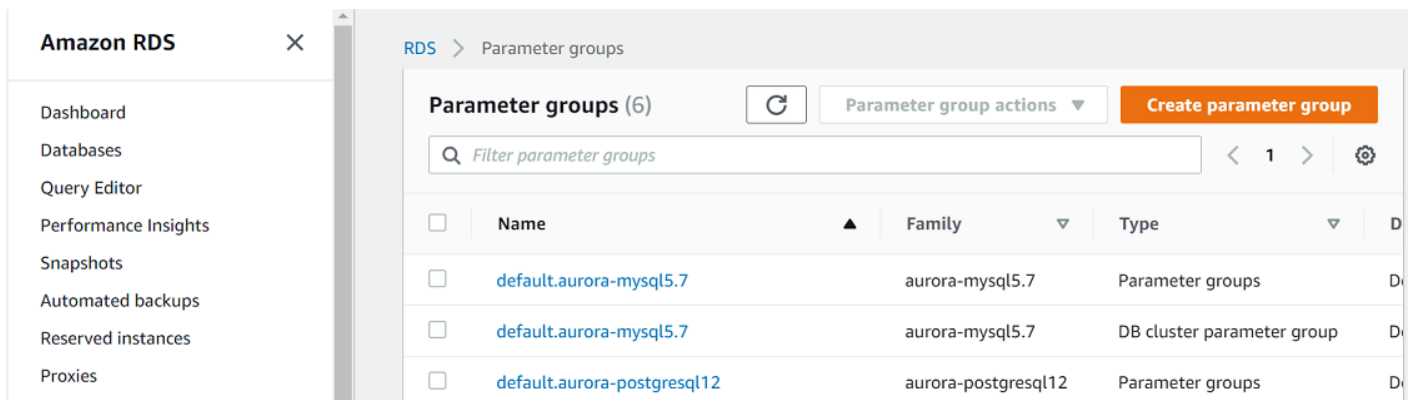 Amazon RDS
Dashboard
Databases
Query Editor
Performance Insights
Snapshots
Automated backups
Reserved instances
Proxies
RDS > Parameter groups
Parameter groups (6) Parameter group actions Create parameter group
Filter parameter groups 1
Name Family Type D
default.aurora-mysql5.7 aurora-mysql5.7 Parameter groups
default.aurora-mysql5.7 aurora-mysql5.7 DB cluster parameter group
default.aurora-postgresql12 aurora-postgresql12 Parameter groups